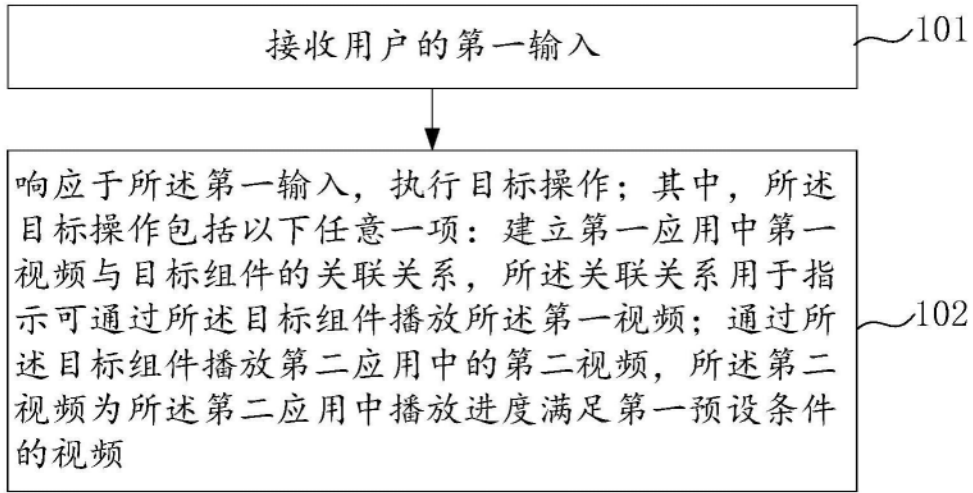 接收用户的第一输入
101
响应于所述第一输入，执行目标操作；其中，所述
目标操作包括以下任意一项：建立第一应用中第一
视频与目标组件的关联关系，所述关联关系用于指
示可通过所述目标组件播放所述第一视频；通过所
述目标组件播放第二应用中的第二视频，所述第二
视频为所述第二应用中播放进度满足第一预设条件
的视频
102